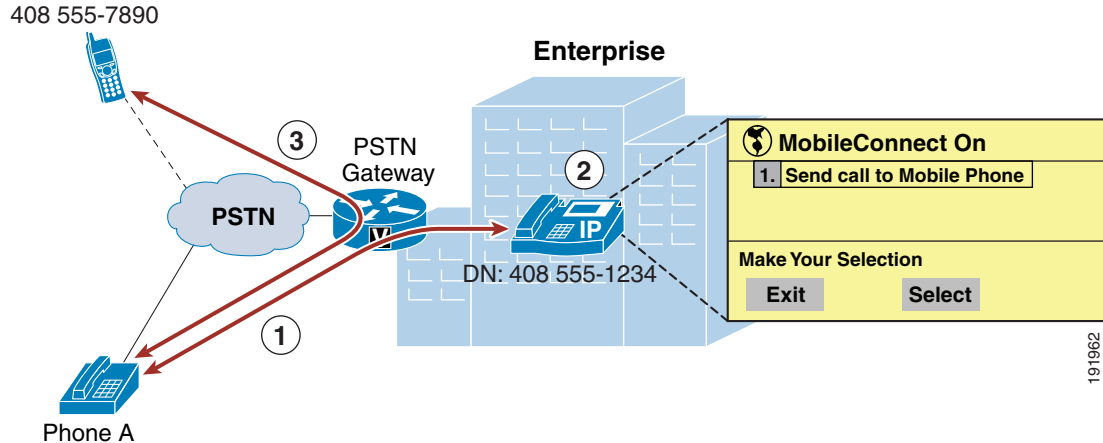 408 555-7890
Enterprise
3
PSTN
Gateway
2
MobileConnect On
1. Send call to Mobile Phone
PSTN
V
IP
DN: 408 555-1234
Make Your Selection
Exit Select
1
191962
Phone A